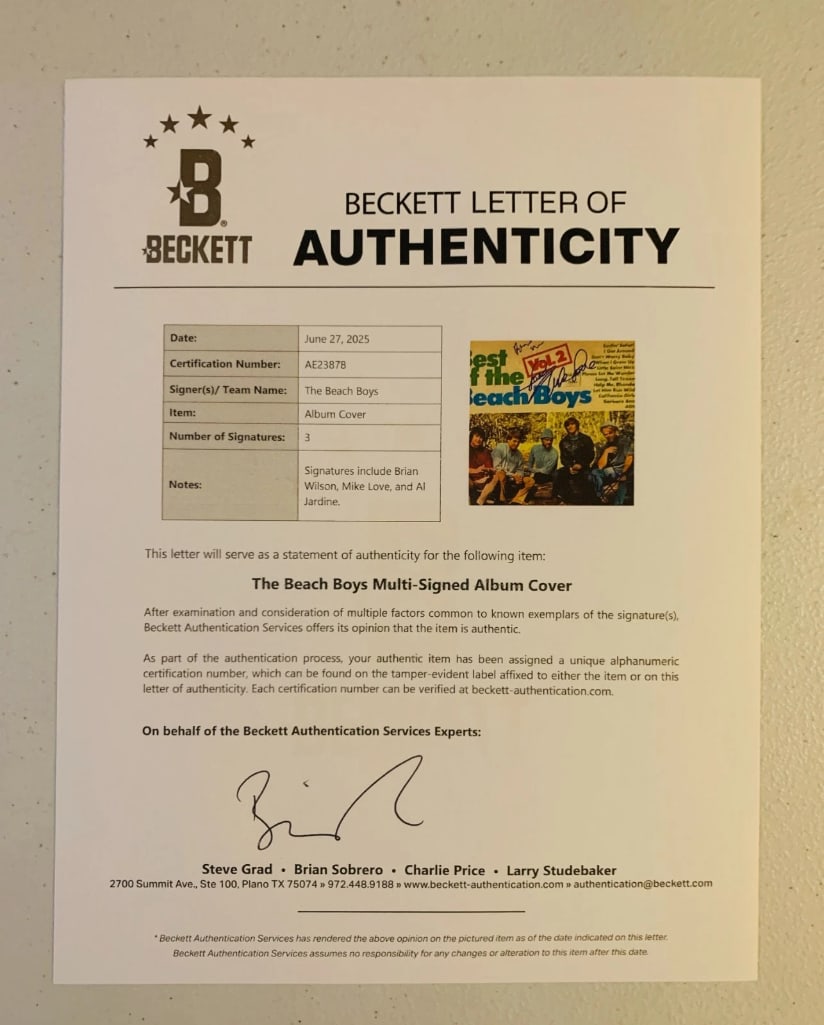 B®
BECKETT
BECKETT LETTER OF
AUTHENTICITY
Date: June 27, 2025
Certification Number: AE23878
Signer(s)/ Team Name: The Beach Boys
Item: Album Cover
Number of Signatures: 3
Notes: Signatures include Brian
Wilson, Mike Love, and Al
Jardine.
est
f the
Vol.2
each Boys
This letter will serve as a statement of authenticity for the following item:
The Beach Boys Multi-Signed Album Cover
After examination and consideration of multiple factors common to known exemplars of the signature(s),
Beckett Authentication Services offers its opinion that the item is authentic.
As part of the authentication process, your authentic item has been assigned a unique alphanumeric
certification number, which can be found on the tamper-evident label affixed to either the item or on this
letter of authenticity. Each certification number can be verified at beckett-authentication.com.
On behalf of the Beckett Authentication Services Experts:
Steve Grad • Brian Sobrero • Charlie Price • Larry Studebaker
2700 Summit Ave., Ste 100, Plano TX 75074 » 972.448.9188 » www.beckett-authentication.com » authentication@beckett.com
* Beckett Authentication Services has rendered the above opinion on the pictured item as of the date indicated on this letter.
Beckett Authentication Services assumes no responsibility for any changes or alteration to this item after this date.